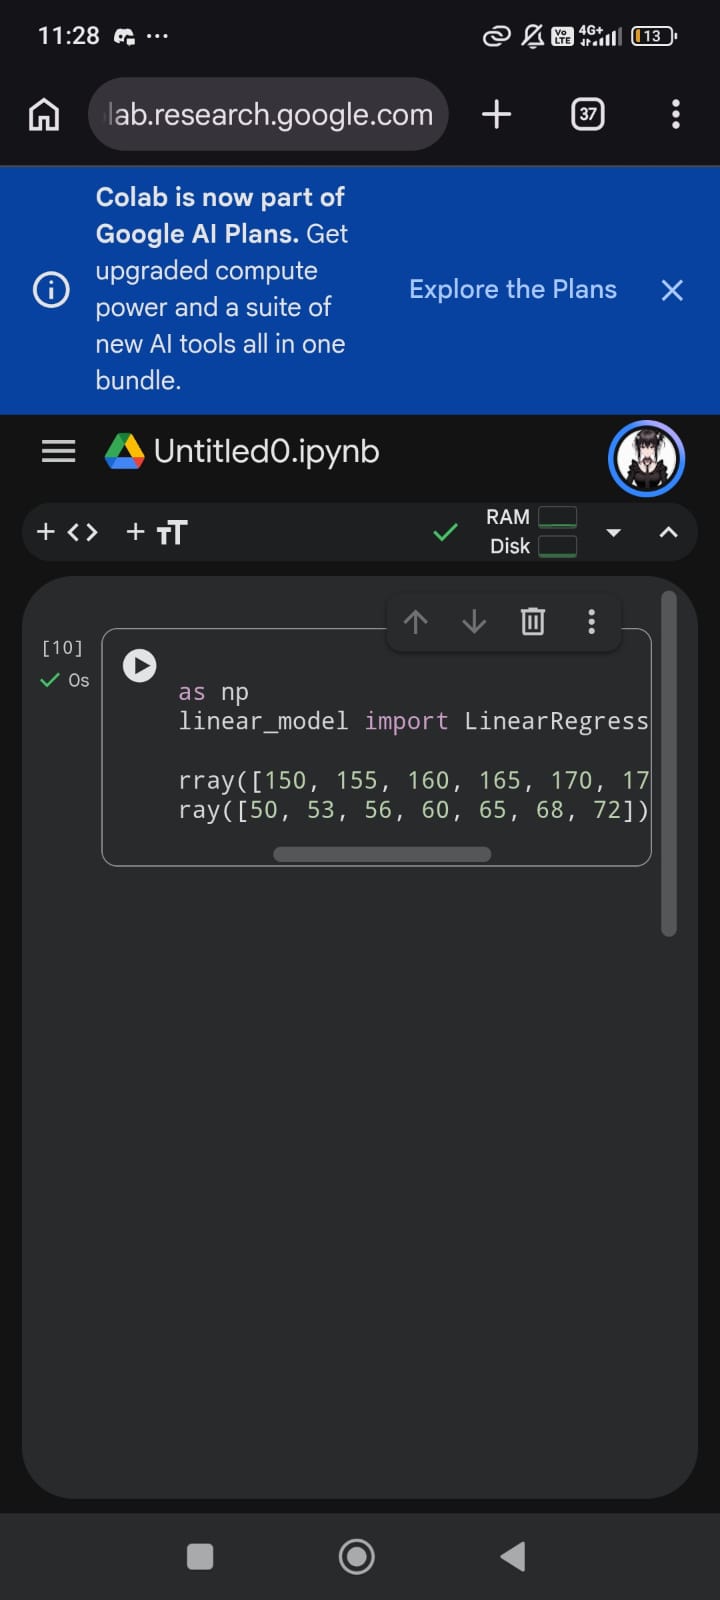 11:28
Vo LTE 4G+ 13
lab.research.google.com
37
Colab is now part of
Google AI Plans. Get
upgraded compute
power and a suite of
new AI tools all in one
bundle.
Explore the Plans
Untitled0.ipynb
+ <> + TT
RAM
Disk
[10]
0s
as np
linear_model import LinearRegress
rray([150, 155, 160, 165, 170, 17
ray([50, 53, 56, 60, 65, 68, 72])